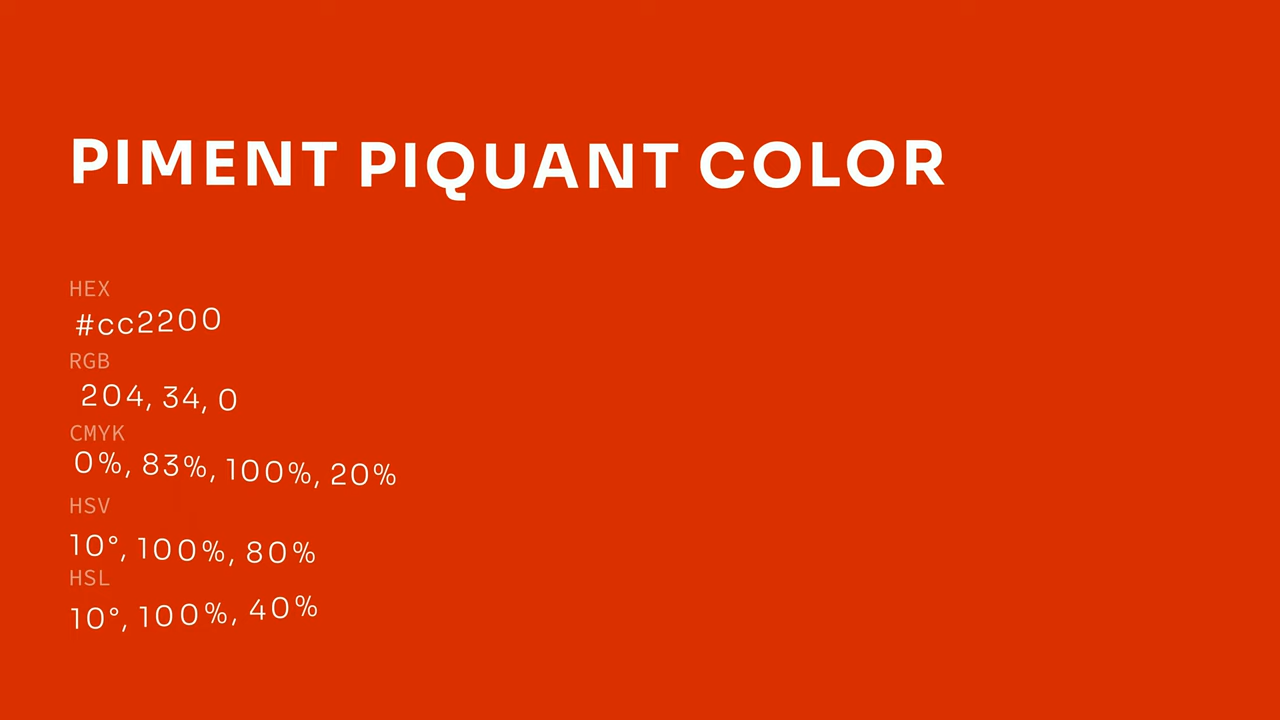 PIMENT PIQUANT COLOR
HEX
#cc2200
RGB
204, 34, 0
CMYK
0%, 83%, 100%, 20%
HSV
10°, 100%, 80%
HSL
10°, 100%, 40%